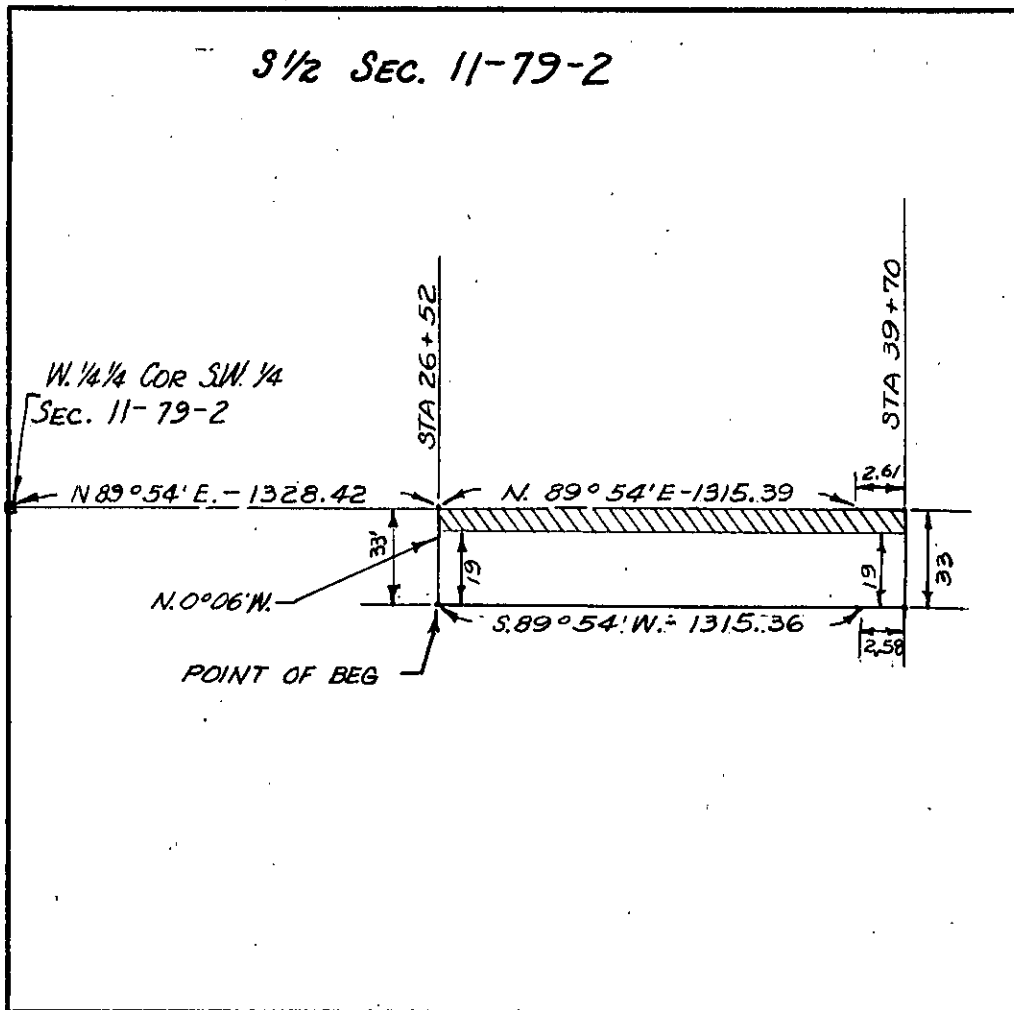 S 1/2 SEC. 11-79-2
STA 26+52
STA 39+70
W. 1/4 1/4 COR S.W. 1/4
SEC. 11-79-2
N 89°54' E. - 1328.42
N. 89°54' E - 1315.39
2.61
33'
19
19
33
N. 0°06' W.
S. 89°54' W. - 1315.36
2.58
POINT OF BEG